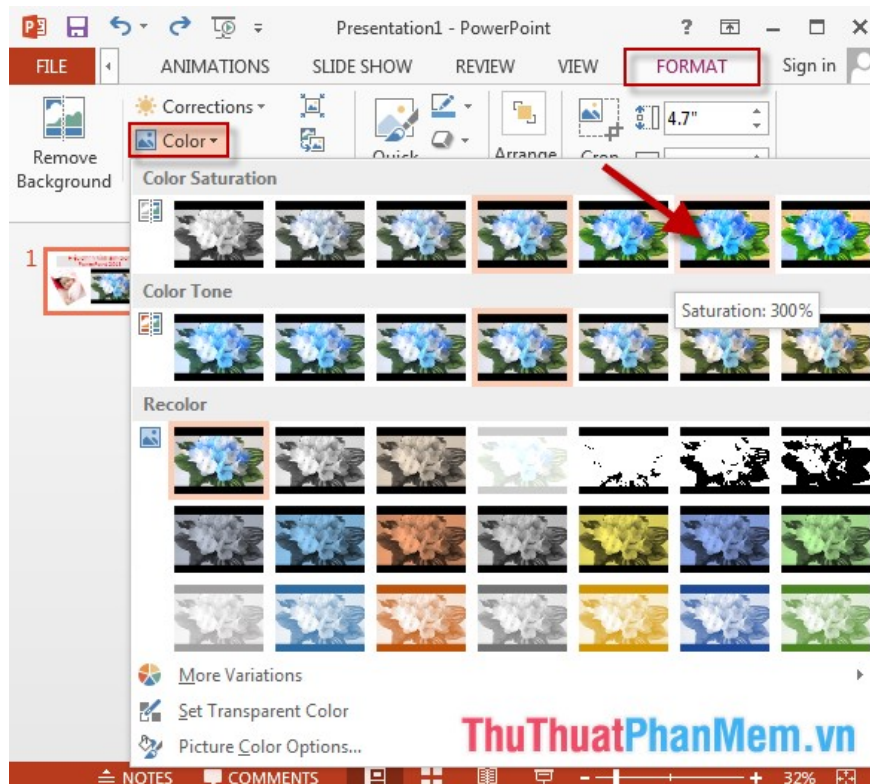 Presentation1 - PowerPoint
FILE ANIMATIONS SLIDE SHOW REVIEW VIEW FORMAT Sign in
Corrections
4.7"
Color
Remove
Background
Quick Arrange Crop
Color Saturation
1
Color Tone
Saturation: 300%
Recolor
More Variations
Set Transparent Color
Picture Color Options...
ThuThuatPhanMem.vn
NOTES COMMENTS 32%